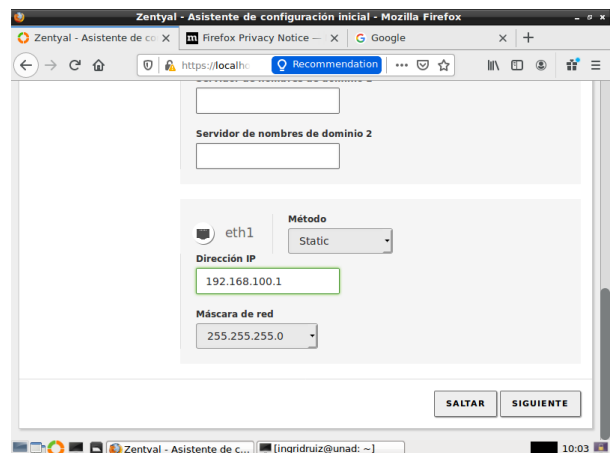 Zentyal - Asistente de configuración inicial - Mozilla Firefox
Zentyal - Asistente de co
Firefox Privacy Notice —
Google
https://localh
Recommendation
Servidor de nombres de dominio 2
eth1
Método
Static
Dirección IP
192.168.100.1
Máscara de red
255.255.255.0
SALTAR
SIGUIENTE
Zentyal - Asistente de c...
[ingridruiz@unad: ~]
10:03